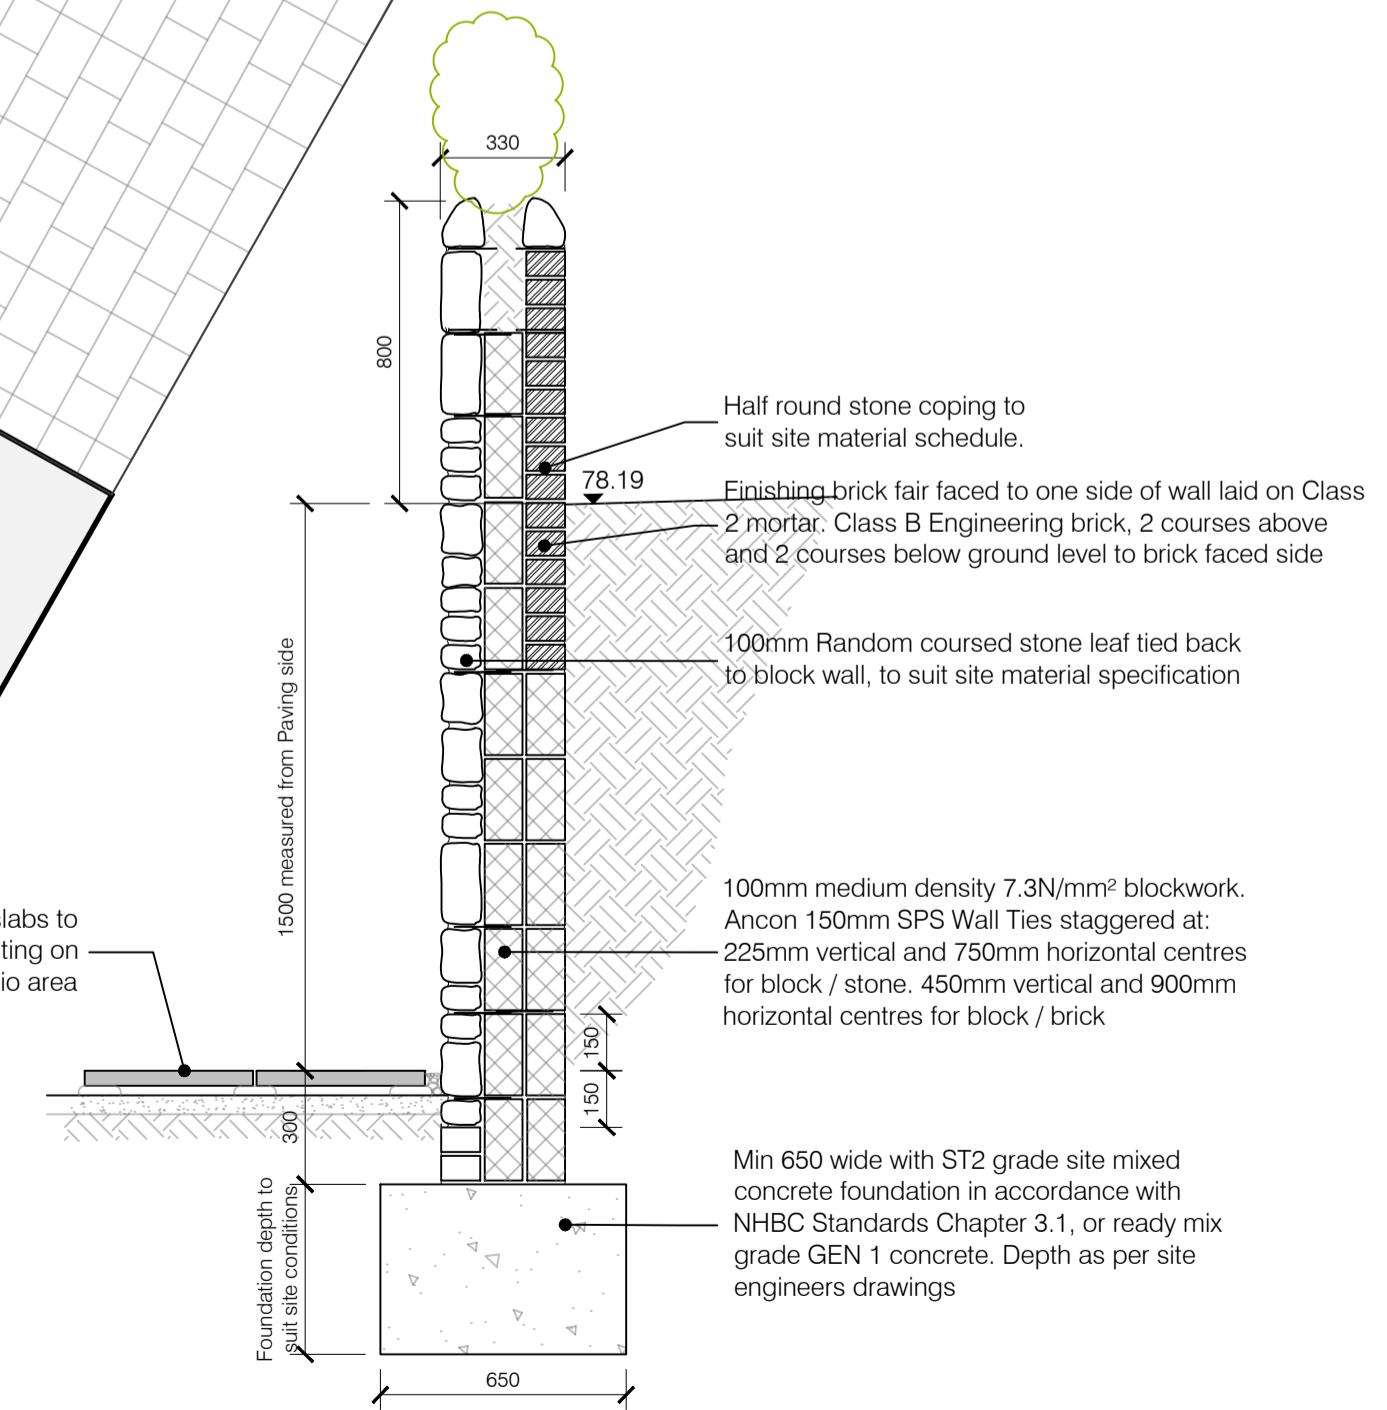 330
800
Half round stone coping to
suit site material schedule.
78.19
Finishing brick fair faced to one side of wall laid on Class
2 mortar. Class B Engineering brick, 2 courses above
and 2 courses below ground level to brick faced side
100mm Random coursed stone leaf tied back
to block wall, to suit site material specification
1500 measured from Paving side
100mm medium density 7.3N/mm² blockwork.
Ancon 150mm SPS Wall Ties staggered at:
225mm vertical and 750mm horizontal centres
for block / stone. 450mm vertical and 900mm
horizontal centres for block / brick
slabs to
ting on
io area
150
150
300
Min 650 wide with ST2 grade site mixed
concrete foundation in accordance with
NHBC Standards Chapter 3.1, or ready mix
grade GEN 1 concrete. Depth as per site
engineers drawings
Foundation depth to
suit site conditions
650